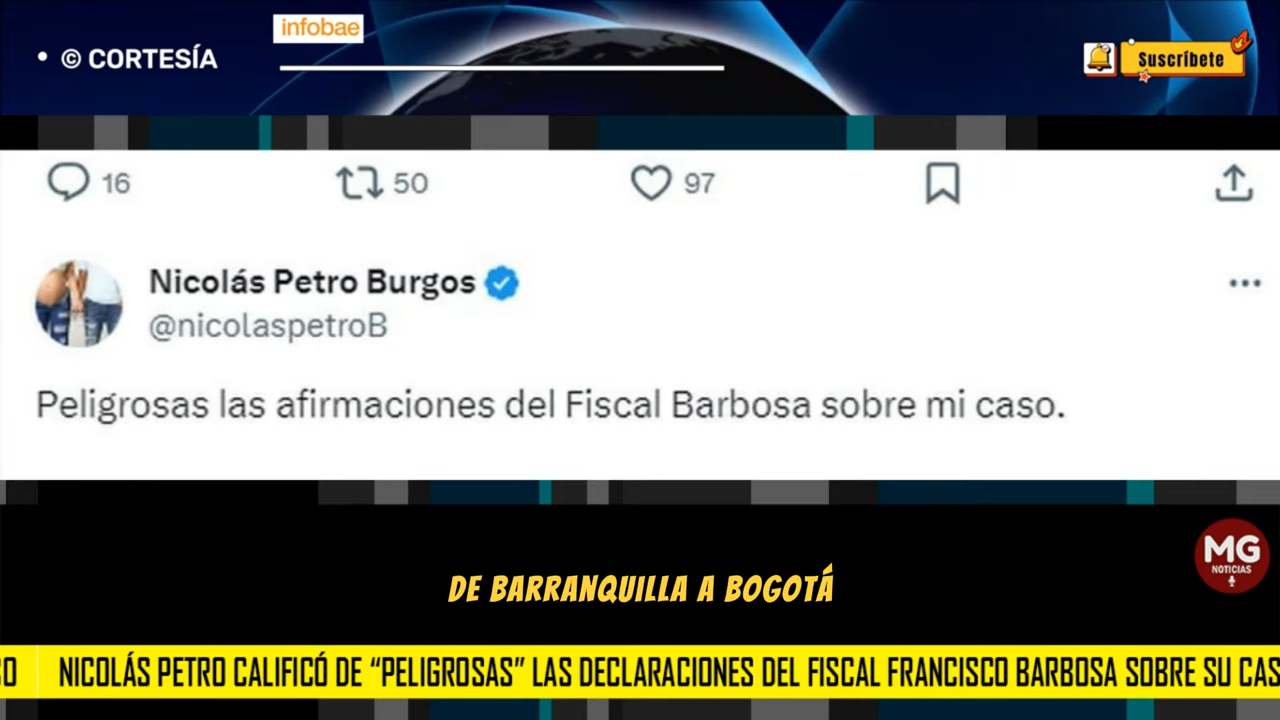 infobae
• © CORTESÍA
Suscríbete
16 50 97
Nicolás Petro Burgos
@nicolaspetroB
Peligrosas las afirmaciones del Fiscal Barbosa sobre mi caso.
MG
NOTICIAS
DE BARRANQUILLA A BOGOTÁ
O NICOLÁS PETRO CALIFICÓ DE “PELIGROSAS” LAS DECLARACIONES DEL FISCAL FRANCISCO BARBOSA SOBRE SU CAS